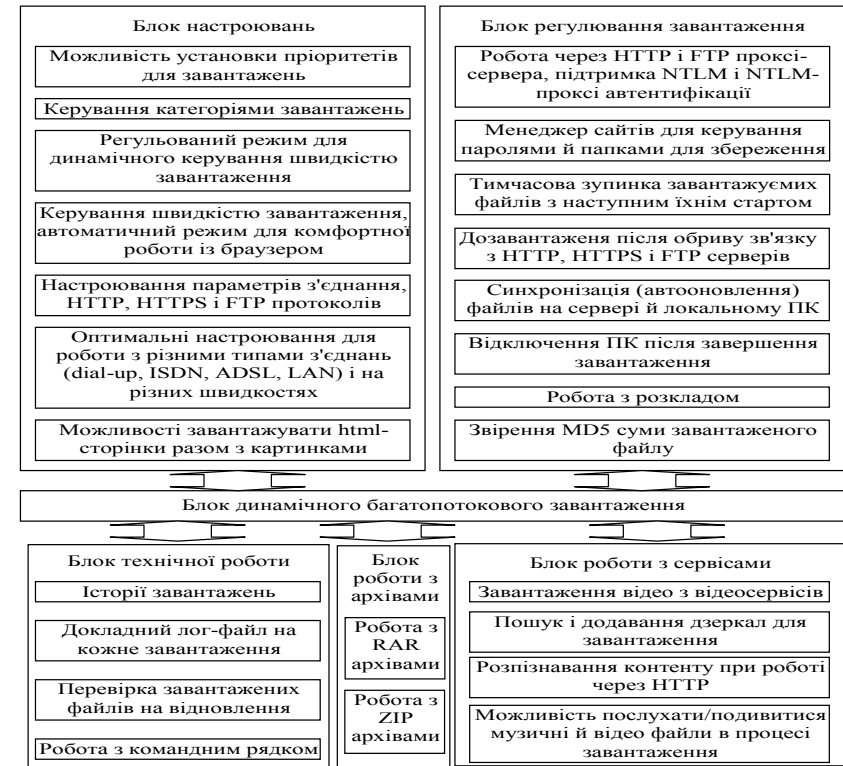 Блок настроювань
Можливість установки пріоритетів
для завантажень
Керування категоріями завантажень
Регульований режим для
динамічного керування швидкістю
завантаження
Керування швидкістю завантаження,
автоматичний режим для комфортної
роботи із браузером
Настроювання параметрів з'єднання,
HTTP, HTTPS і FTP протоколів
Оптимальні настроювання для
роботи з різними типами з'єднань
(dial-up, ISDN, ADSL, LAN) і на
різних швидкостях
Можливості завантажувати html-
сторінки разом з картинками
Блок регулювання завантаження
Робота через HTTP і FTP проксі-
сервера, підтримка NTLM і NTLM-
проксі автентифікації
Менеджер сайтів для керування
паролями й папками для збереження
Тимчасова зупинка завантажуємих
файлів з наступним їхнім стартом
Дозавантаженя після обриву зв'язку
з HTTP, HTTPS і FTP серверів
Синхронізація (автооновлення)
файлів на сервері й локальному ПК
Відключення ПК після завершення
завантаження
Робота з розкладом
Звірення MD5 суми завантаженого
файлу
Блок динамічного багатопотокового завантаження
Блок технічної роботи
Історії завантажень
Докладний лог-файл на
кожне завантаження
Перевірка завантажених
файлів на відновлення
Робота з командним рядком
Блок
роботи з
архівами
Робота з
RAR
архівами
Робота з
ZIP
архівами
Блок роботи з сервісами
Завантаження відео з відеосервісів
Пошук і додавання дзеркал для
завантаження
Розпізнавання контенту при роботі
через HTTP
Можливість послухати/подивитися
музичні й відео файли в процесі
завантаження